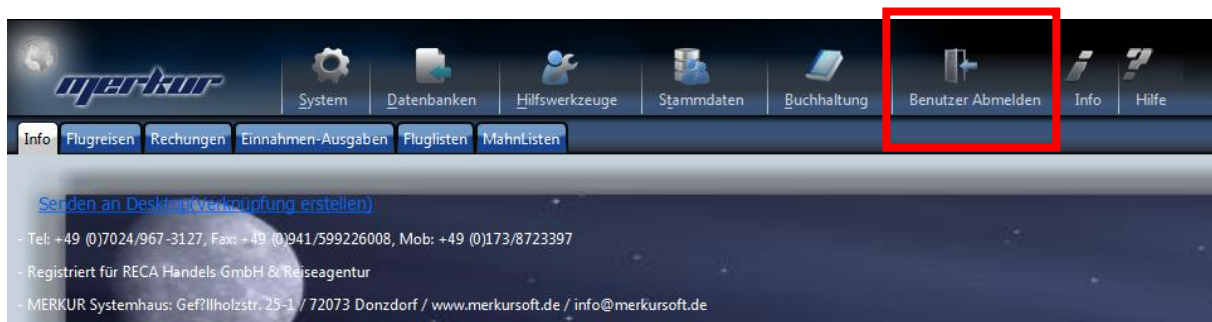 merkur
System Datenbanken Hilfswerkzeuge Stammdaten Buchhaltung Benutzer Abmelden Info Hilfe
Info Flugreisen Rechungen Einnahmen-Ausgaben Fluglisten MahnListen
Senden an Desktop(Verknüpfung erstellen)
- Tel: +49 (0)7024/967-3127, Fax: +49 (0)941/599226008, Mob: +49 (0)173/8723397
- Registriert für RECA Handels GmbH & Reiseagentur
- MERKUR Systemhaus: Gef?llholzstr. 25-1 / 72073 Donzdorf / www.merkursoft.de / info@merkursoft.de